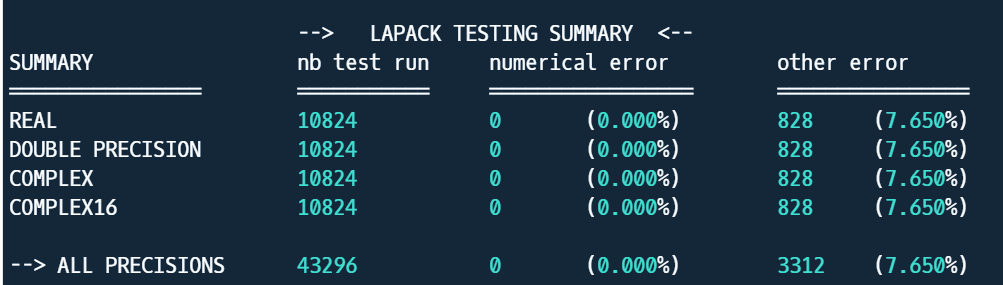 --> LAPACK TESTING SUMMARY <--
SUMMARY nb test run numerical error other error
================ =========== ================= ================
REAL 10824 0 (0.000%) 828 (7.650%)
DOUBLE PRECISION 10824 0 (0.000%) 828 (7.650%)
COMPLEX 10824 0 (0.000%) 828 (7.650%)
COMPLEX16 10824 0 (0.000%) 828 (7.650%)
--> ALL PRECISIONS 43296 0 (0.000%) 3312 (7.650%)